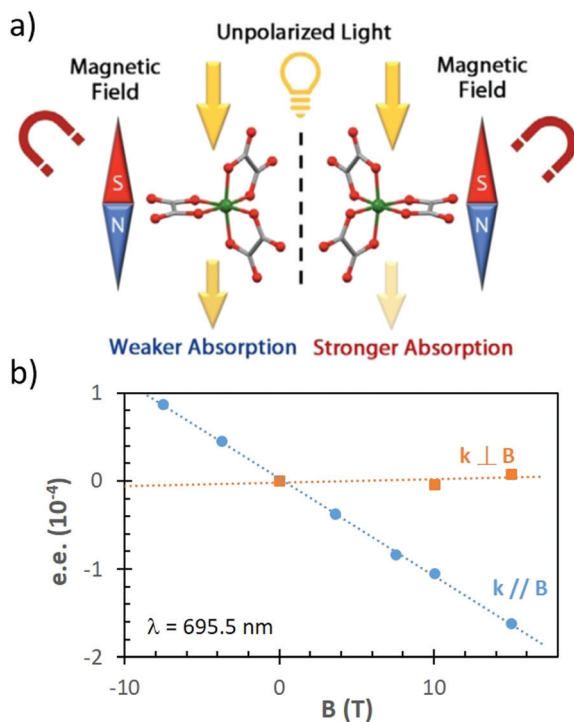 a)
Unpolarized Light
Magnetic
Field
Magnetic
Field
S
N
S
N
Weaker Absorption
Stronger Absorption
b)
1
0
-1
-2
e.e. (10⁻⁴)
k ⊥ B
k // B
λ = 695.5 nm
-10
0
10
B (T)